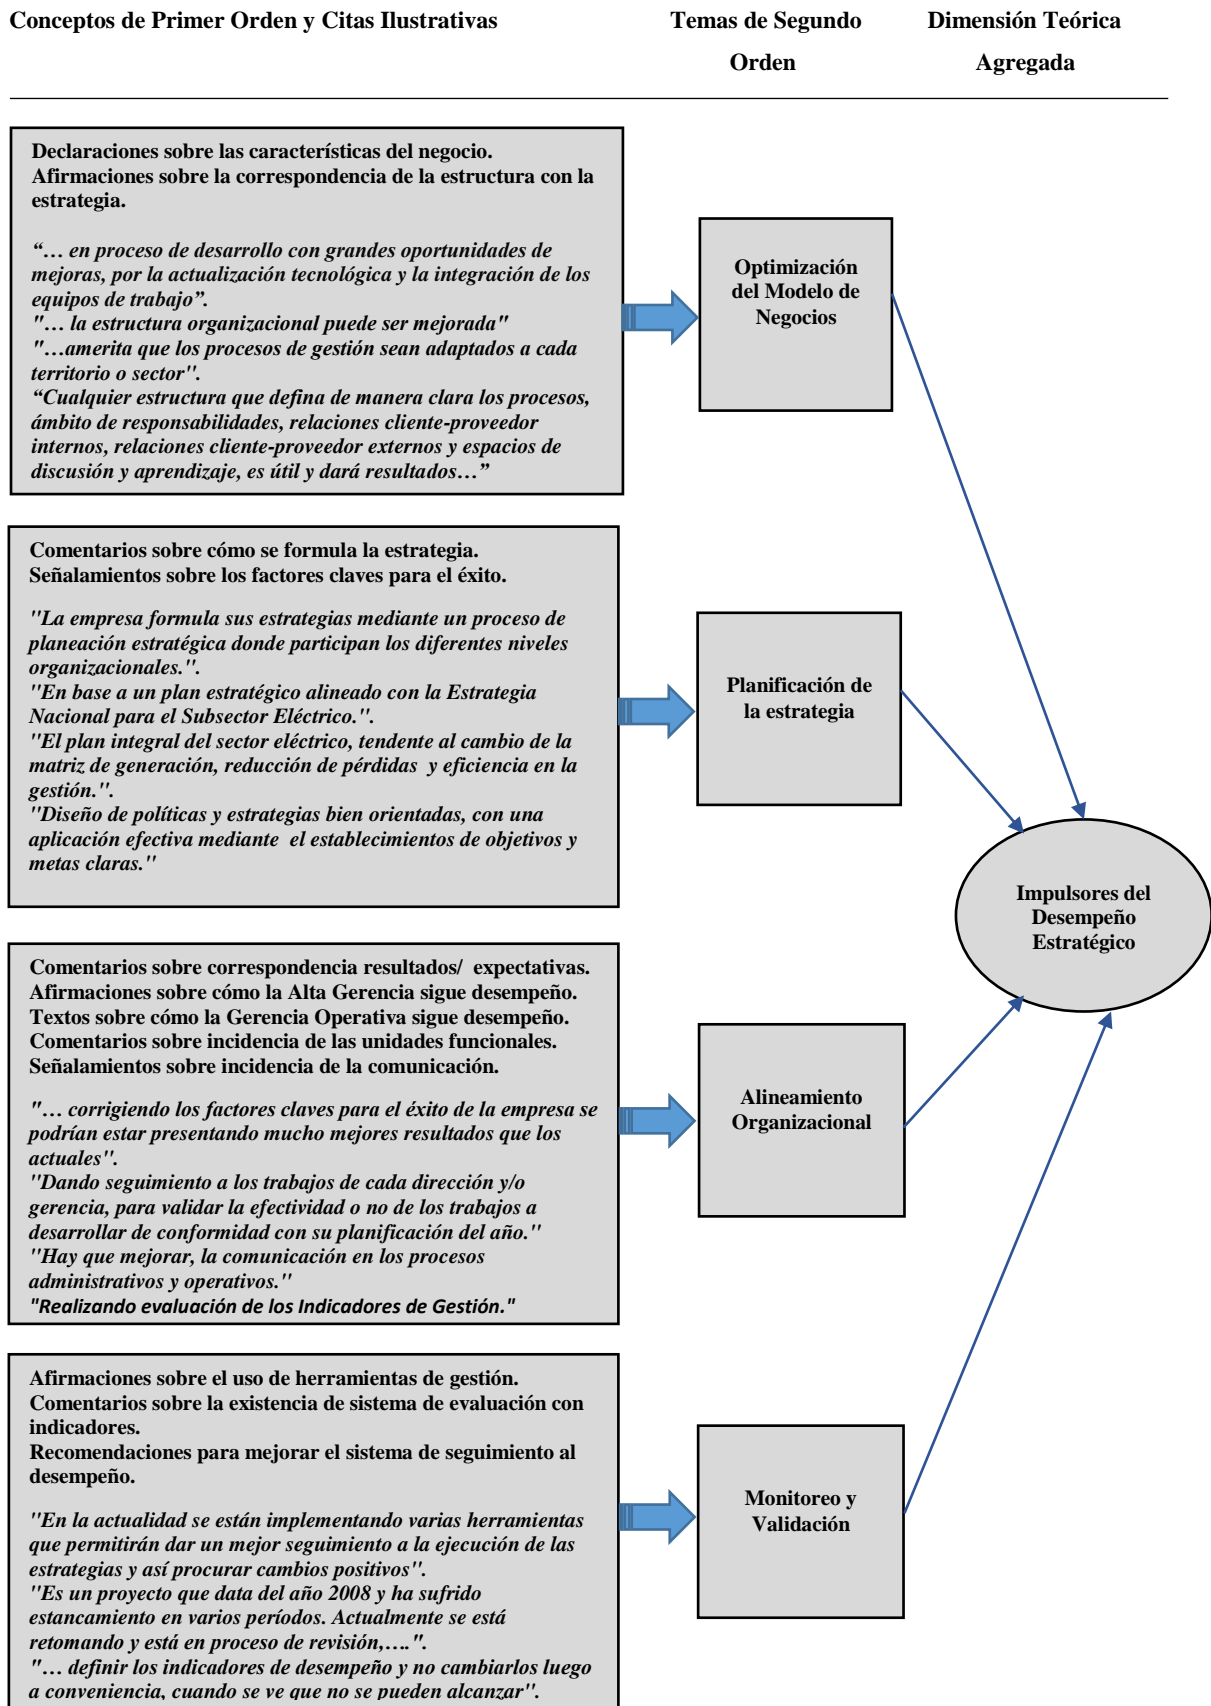 Conceptos de Primer Orden y Citas Ilustrativas
Temas de Segundo
Orden
Dimensión Teórica
Agregada
Declaraciones sobre las características del negocio.
Afirmaciones sobre la correspondencia de la estructura con la
estrategia.
“… en proceso de desarrollo con grandes oportunidades de
mejoras, por la actualización tecnológica y la integración de los
equipos de trabajo”.
"… la estructura organizacional puede ser mejorada"
"…amerita que los procesos de gestión sean adaptados a cada
territorio o sector".
“Cualquier estructura que defina de manera clara los procesos,
ámbito de responsabilidades, relaciones cliente-proveedor
internos, relaciones cliente-proveedor externos y espacios de
discusión y aprendizaje, es útil y dará resultados…”
Optimización
del Modelo de
Negocios
Comentarios sobre cómo se formula la estrategia.
Señalamientos sobre los factores claves para el éxito.
"La empresa formula sus estrategias mediante un proceso de
planeación estratégica donde participan los diferentes niveles
organizacionales.".
"En base a un plan estratégico alineado con la Estrategia
Nacional para el Subsector Eléctrico.".
"El plan integral del sector eléctrico, tendente al cambio de la
matriz de generación, reducción de pérdidas  y eficiencia en la
gestión.".
"Diseño de políticas y estrategias bien orientadas, con una
aplicación efectiva mediante  el establecimientos de objetivos y
metas claras."
Planificación de
la estrategia
Impulsores del
Desempeño
Estratégico
Comentarios sobre correspondencia resultados/  expectativas.
Afirmaciones sobre cómo la Alta Gerencia sigue desempeño.
Textos sobre cómo la Gerencia Operativa sigue desempeño.
Comentarios sobre incidencia de las unidades funcionales.
Señalamientos sobre incidencia de la comunicación.
"… corrigiendo los factores claves para el éxito de la empresa se
podrían estar presentando mucho mejores resultados que los
actuales".
"Dando seguimiento a los trabajos de cada dirección y/o
gerencia, para validar la efectividad o no de los trabajos a
desarrollar de conformidad con su planificación del año."
"Hay que mejorar, la comunicación en los procesos
administrativos y operativos."
"Realizando evaluación de los Indicadores de Gestión."
Alineamiento
Organizacional
Afirmaciones sobre el uso de herramientas de gestión.
Comentarios sobre la existencia de sistema de evaluación con
indicadores.
Recomendaciones para mejorar el sistema de seguimiento al
desempeño.
"En la actualidad se están implementando varias herramientas
que permitirán dar un mejor seguimiento a la ejecución de las
estrategias y así procurar cambios positivos".
"Es un proyecto que data del año 2008 y ha sufrido
estancamiento en varios períodos. Actualmente se está
retomando y está en proceso de revisión,….".
"… definir los indicadores de desempeño y no cambiarlos luego
a conveniencia, cuando se ve que no se pueden alcanzar".
Monitoreo y
Validación